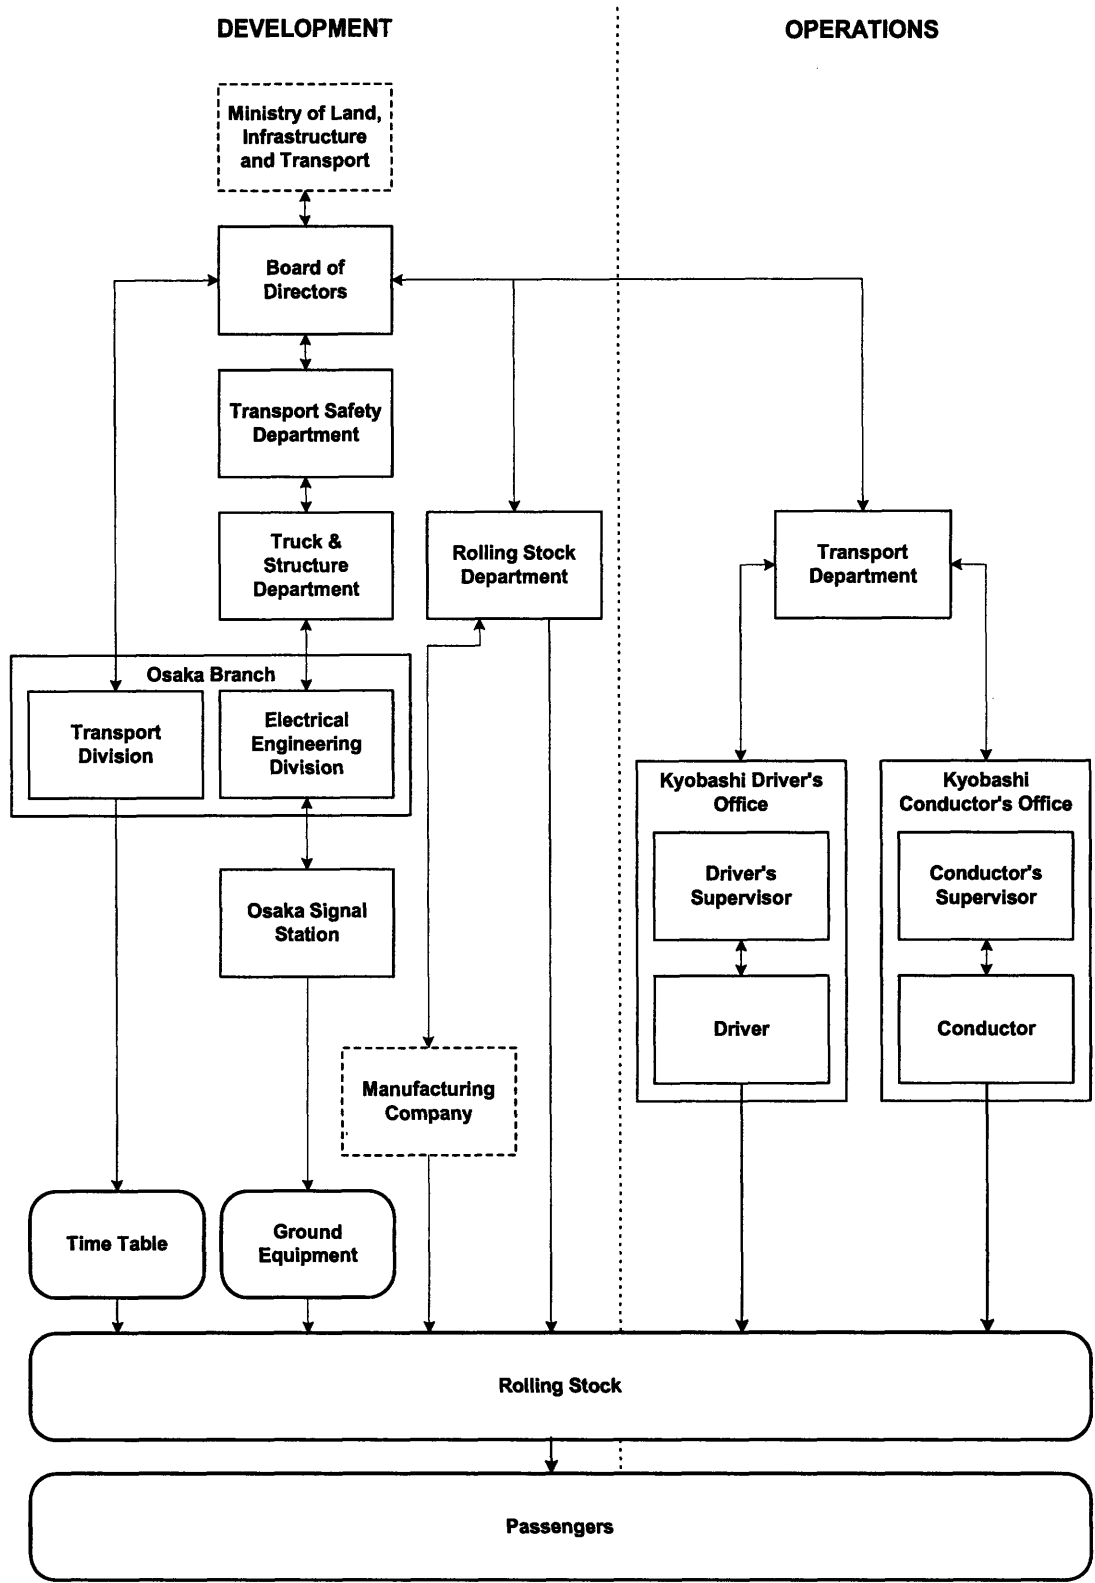 DEVELOPMENT
OPERATIONS
Ministry of Land,
Infrastructure
and Transport
Board of
Directors
Transport Safety
Department
Truck &
Structure
Department
Rolling Stock
Department
Transport
Department
Osaka Branch
Transport
Division
Electrical
Engineering
Division
Kyobashi Driver's
Office
Kyobashi
Conductor's Office
Driver's
Supervisor
Conductor's
Supervisor
Osaka Signal
Station
Driver
Conductor
Manufacturing
Company
Time Table
Ground
Equipment
Rolling Stock
Passengers